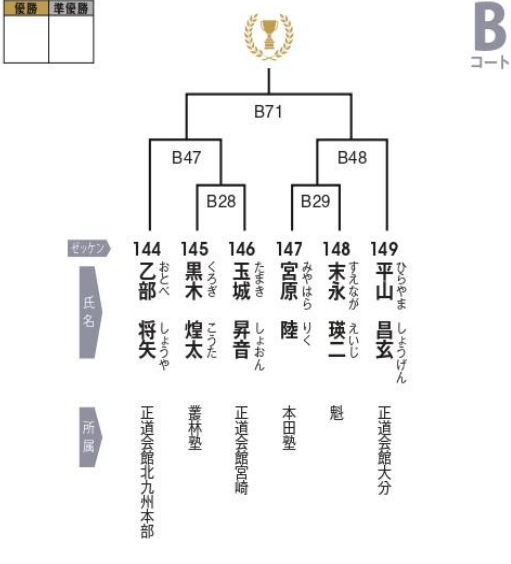 優勝 準優勝
B
コート
B71
B47 B48
B28 B29
ゼッケン 144 145 146 147 148 149
氏名
乙部 将矢
おとべ しょうや
黒木 煌太
くろぎ こうた
玉城 昇音
たまき しょおん
宮原 陸
みやはら りく
末永 瑛二
すえなが えいじ
平山 昌玄
ひらやま しょうげん
所属
正道会館北九州本部
叢林塾
正道会館宮崎
本田塾
魁
正道会館大分